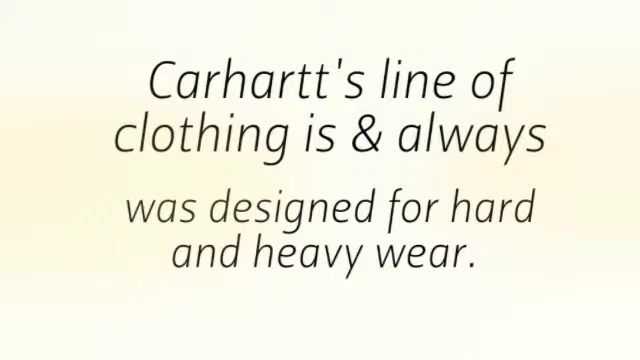 Carhartt's line of
clothing is & always
was designed for hard
and heavy wear.